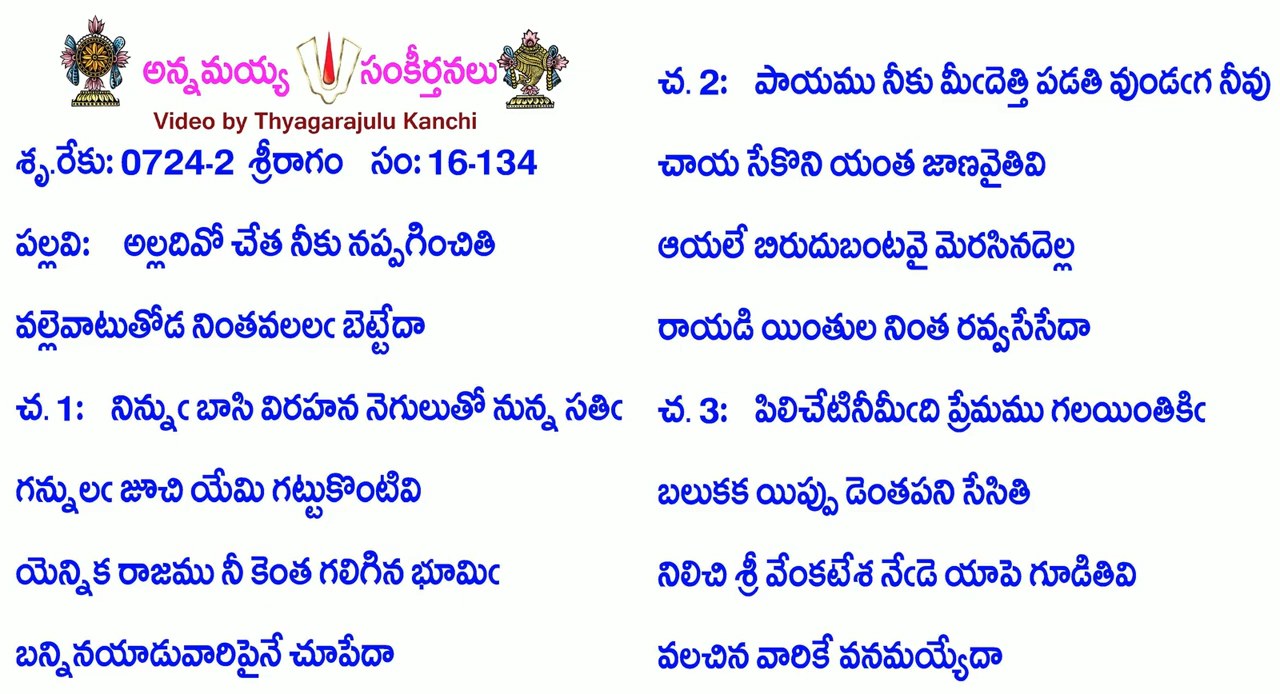 అన్నమయ్య సంకీర్తనలు
Video by Thyagarajulu Kanchi
శృ.రేకు: 0724-2 శ్రీరాగం సం: 16-134
పల్లవి: అల్లదివో చేత నీకు నప్పగించితి
వల్లెవాటుతోడ నింతవలలఁ బెట్టేదా
చ. 1: నిన్నుఁ బాసి విరహన నెగులుతో నున్న సతిఁ
గన్నులఁ జూచి యేమి గట్టుకొంటివి
యెన్నిక రాజము నీ కెంత గలిగిన భూమిఁ
బన్నినయాడువారిపైనే చూపేదా
చ. 2: పాయము నీకు మీఁదెత్తి పడతి వుండఁగ నీవు
చాయ సేకొని యంత జాణవైతివి
ఆయలే బిరుదుబంటవై మెరసినదెల్ల
రాయడి యింతుల నింత రవ్వసేసేదా
చ. 3: పిలిచేటినీమీఁది ప్రేమము గలయింతికిఁ
బలుకక యిప్పు డెంతపని సేసితి
నిలిచి శ్రీ వేంకటేశ నేఁడె యాపె గూడితివి
వలచిన వారికే వనమయ్యేదా